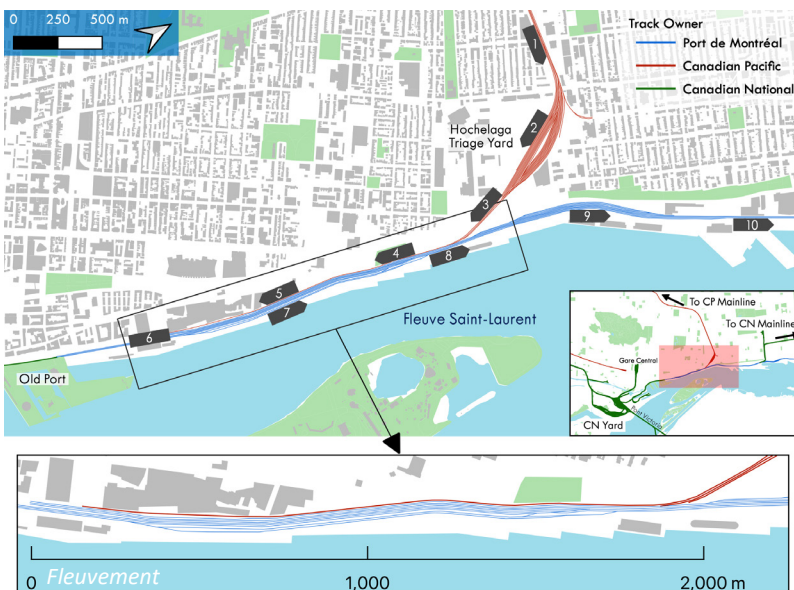 0 250 500 m
Track Owner
Port de Montréal
Canadian Pacific
Canadian National
1
2
Hochelaga
Triage Yard
3
4
5
6
7
8
9
10
Fleuve Saint-Laurent
Old Port
To CP Mainline
To CN Mainline
Gare Central
Pont Victoria
CN Yard
0 Fleuvement 1,000 2,000 m